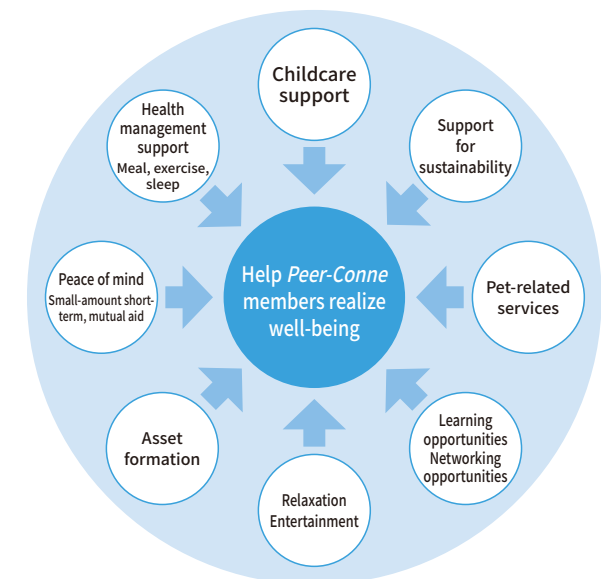 Childcare
support
Health
management
support
Meal, exercise,
sleep
Support
for
sustainability
Peace of mind
Small-amount short-
term, mutual aid
Help Peer-Conne
members realize
well-being
Pet-related
services
Asset
formation
Learning
opportunities
Networking
opportunities
Relaxation
Entertainment